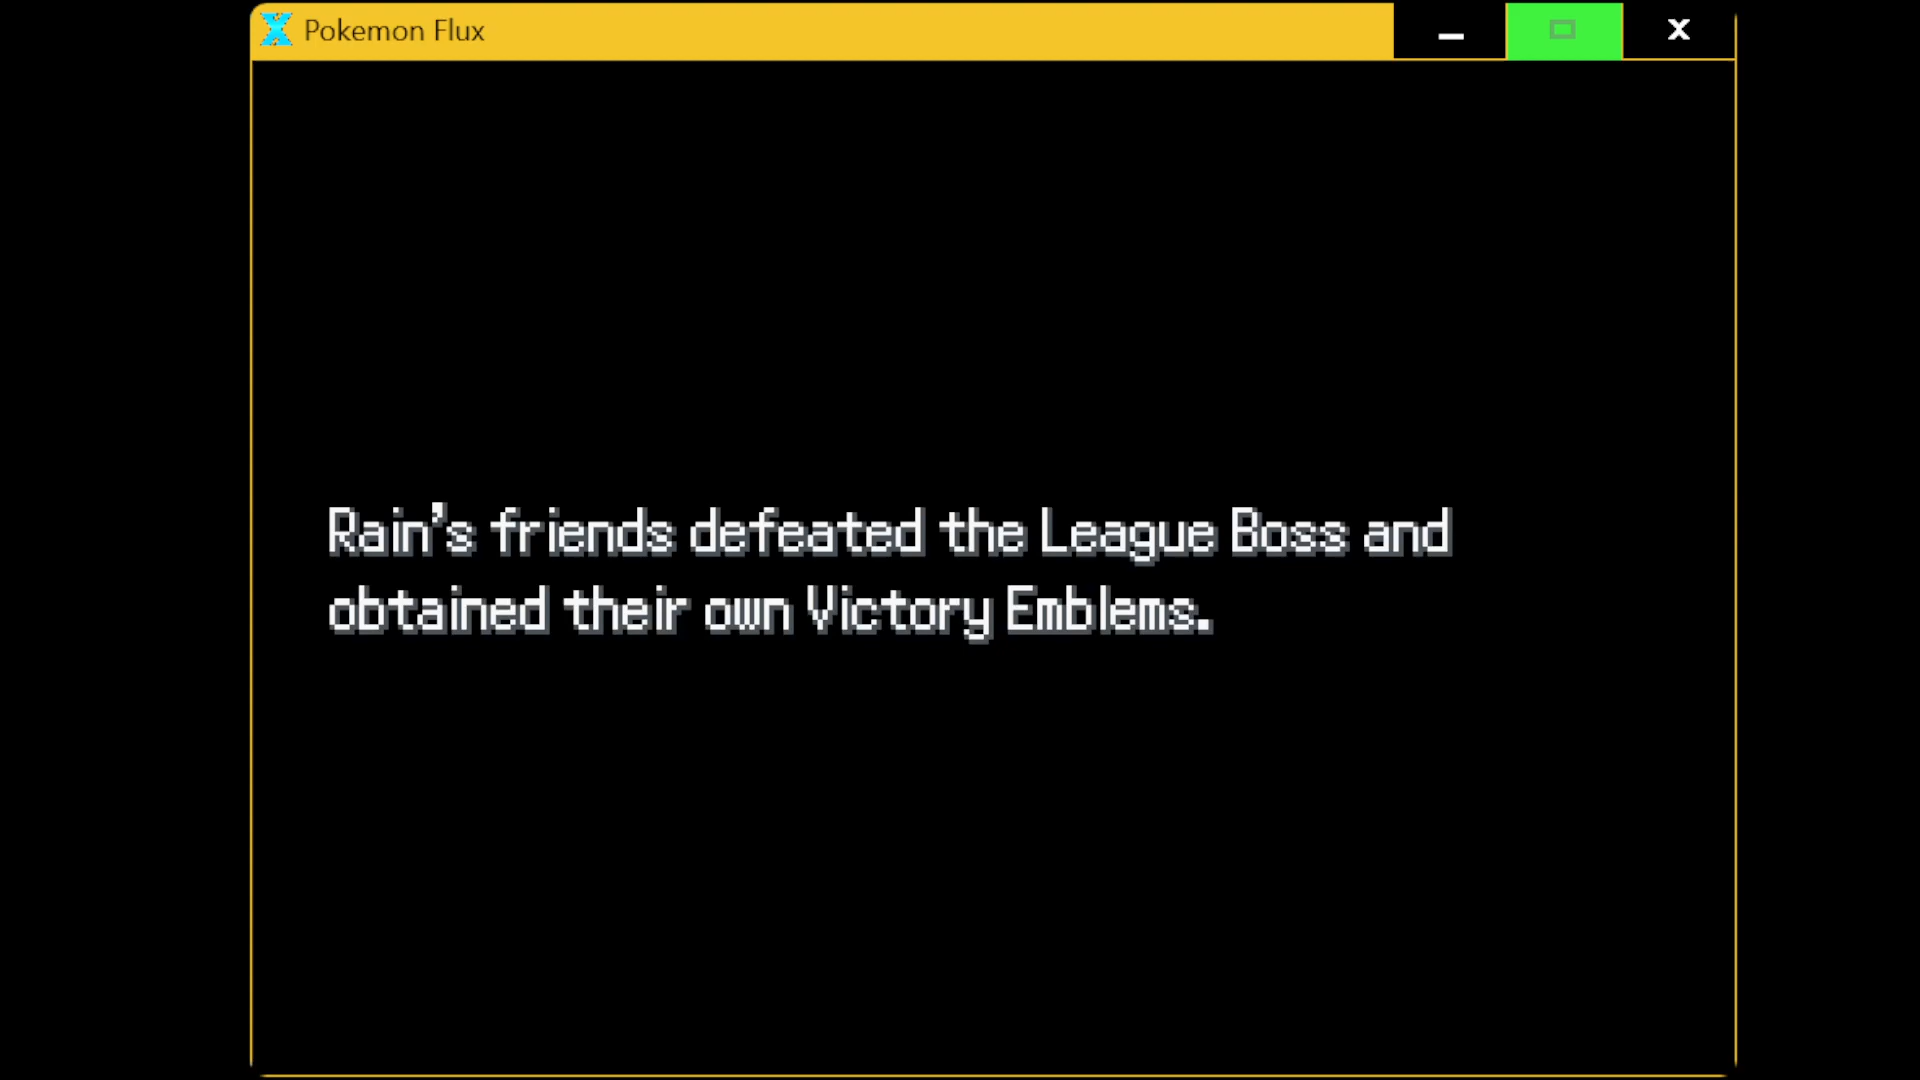 Pokemon Flux
Rain's friends defeated the League Boss and
obtained their own Victory Emblems.